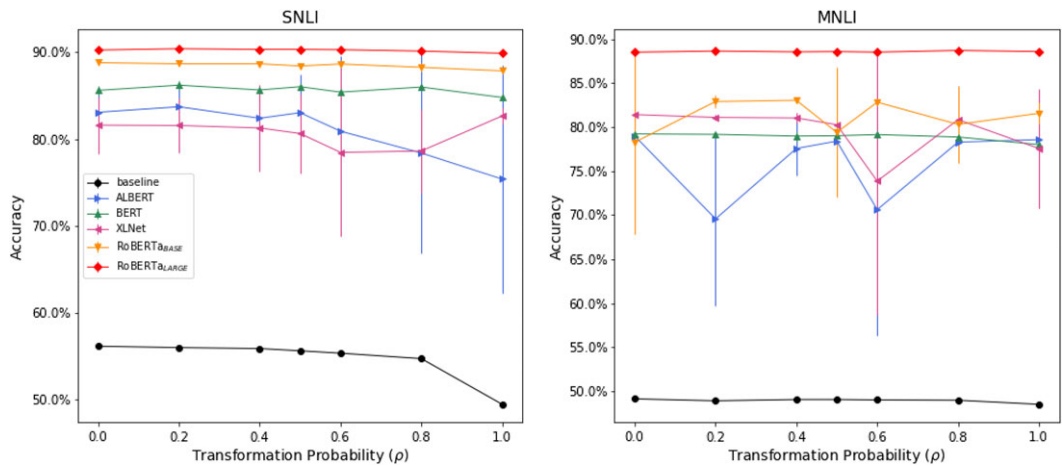 SNLI
Accuracy
90.0%
80.0%
70.0%
60.0%
50.0%
baseline
ALBERT
BERT
XLNet
RoBERTa_BASE
RoBERTa_LARGE
0.0 0.2 0.4 0.6 0.8 1.0
Transformation Probability (ρ)
MNLI
Accuracy
90.0%
85.0%
80.0%
75.0%
70.0%
65.0%
60.0%
55.0%
50.0%
0.0 0.2 0.4 0.6 0.8 1.0
Transformation Probability (ρ)